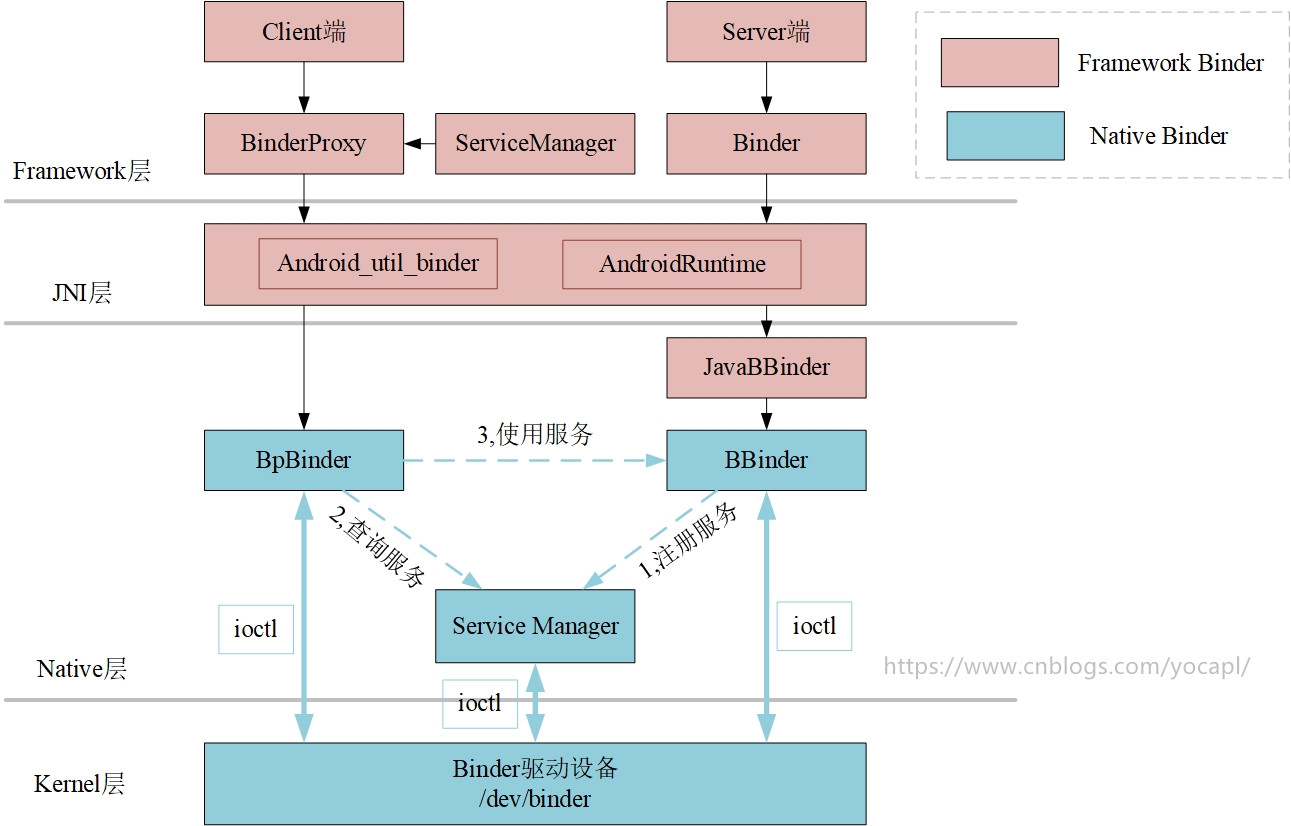 Client端
Server端
Framework Binder
BinderProxy
ServiceManager
Binder
Native Binder
Framework层
Android_util_binder
AndroidRuntime
JNI层
JavaBBinder
BpBinder
3,使用服务
BBinder
2,查询服务
1,注册服务
ioctl
Service Manager
ioctl
Native层
https://www.cnblogs.com/yocapl/
ioctl
Kernel层
Binder驱动设备
/dev/binder